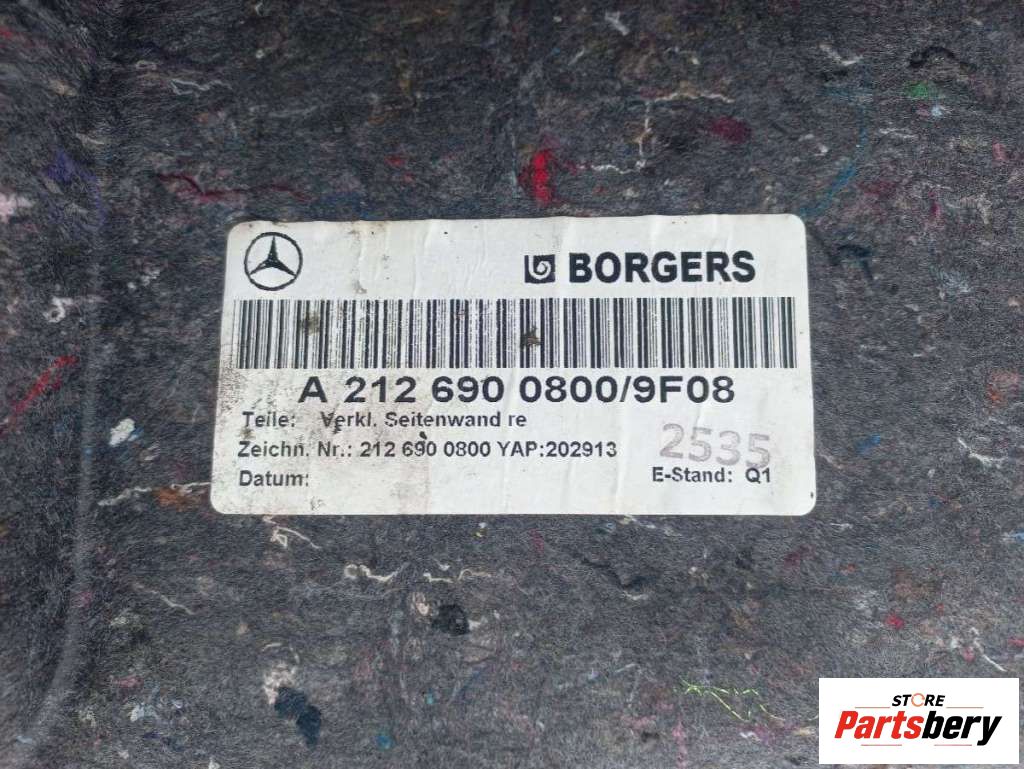 BORGERS
A 212 690 0800/9F08
Teile: Verkl. Seitenwand re
Zeichn. Nr.: 212 690 0800 YAP:202913
2535
Datum:
E-Stand: Q1
STORE
Partsbery